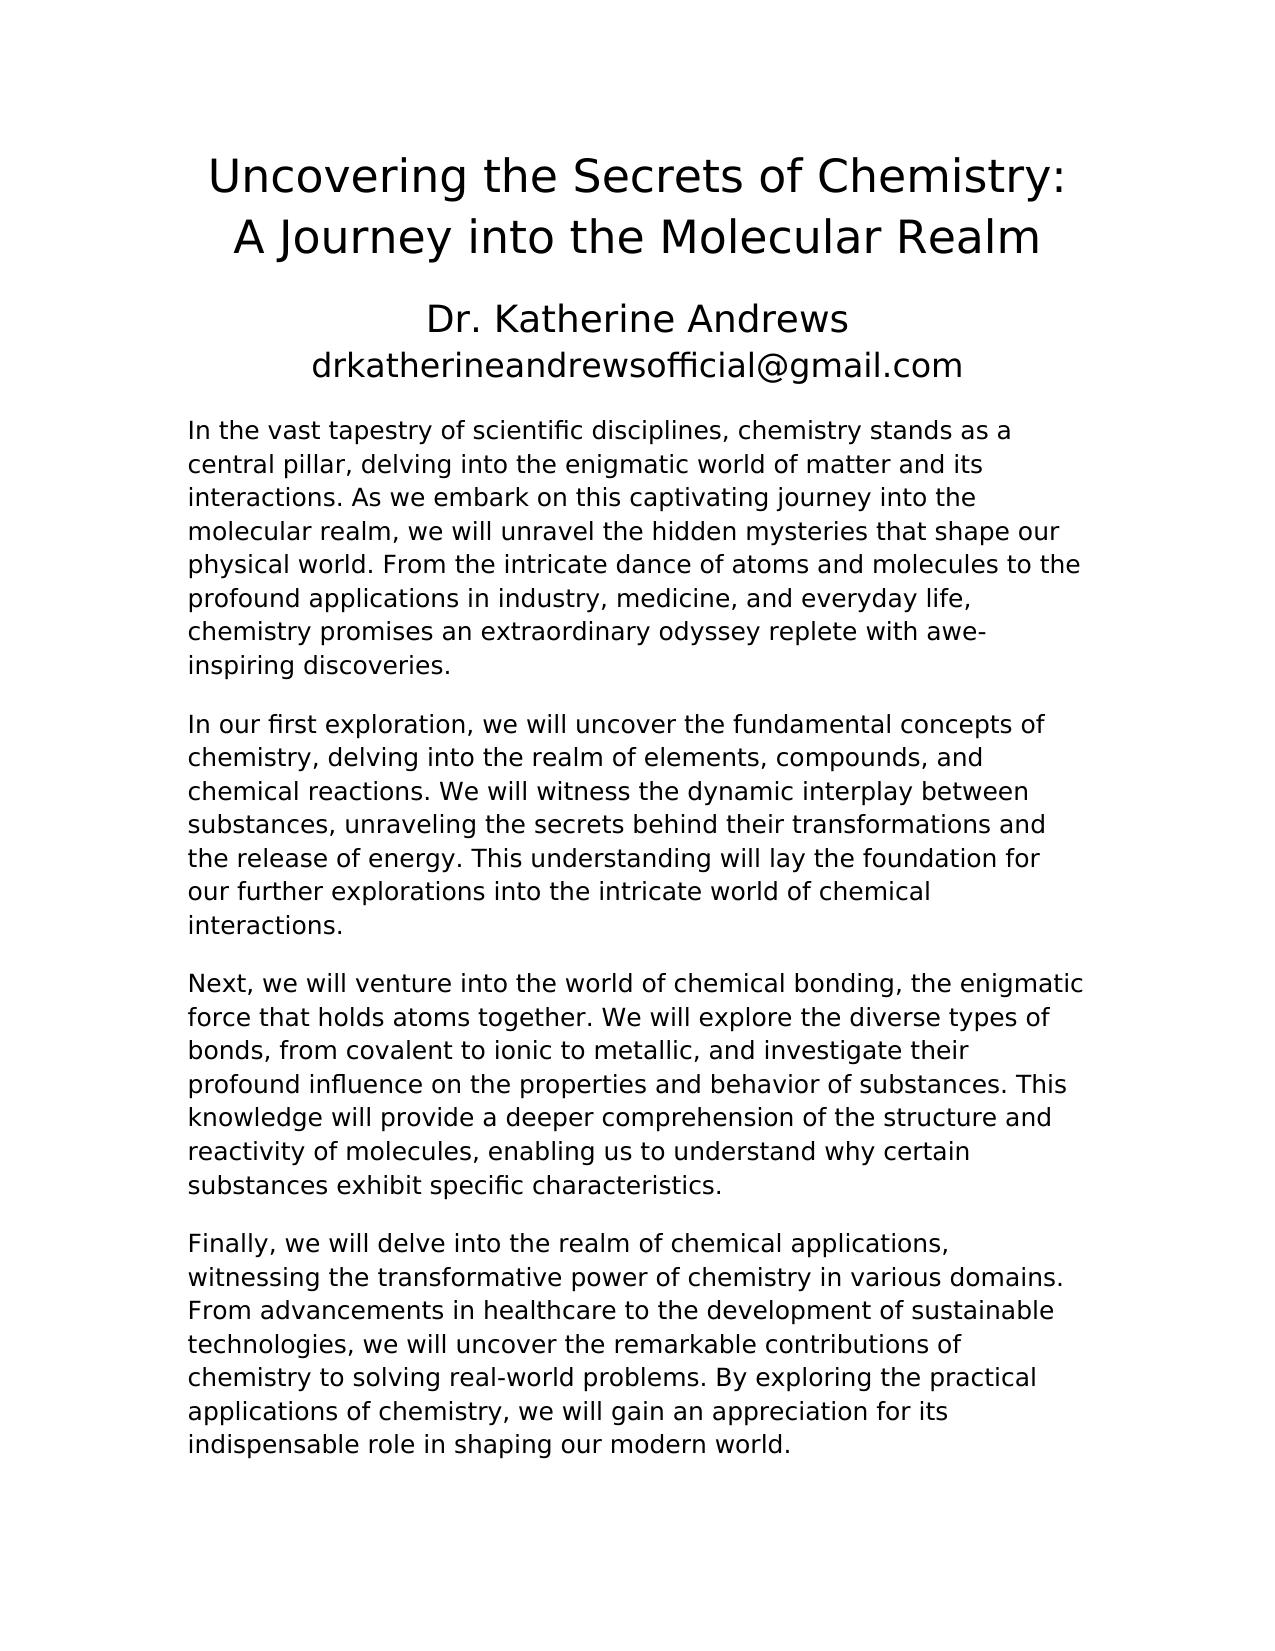 Uncovering the Secrets of Chemistry:
A Journey into the Molecular Realm
Dr. Katherine Andrews
drkatherineandrewsofficial@gmail.com
In the vast tapestry of scientific disciplines, chemistry stands as a
central pillar, delving into the enigmatic world of matter and its
interactions. As we embark on this captivating journey into the
molecular realm, we will unravel the hidden mysteries that shape our
physical world. From the intricate dance of atoms and molecules to the
profound applications in industry, medicine, and everyday life,
chemistry promises an extraordinary odyssey replete with awe-
inspiring discoveries.
In our first exploration, we will uncover the fundamental concepts of
chemistry, delving into the realm of elements, compounds, and
chemical reactions. We will witness the dynamic interplay between
substances, unraveling the secrets behind their transformations and
the release of energy. This understanding will lay the foundation for
our further explorations into the intricate world of chemical
interactions.
Next, we will venture into the world of chemical bonding, the enigmatic
force that holds atoms together. We will explore the diverse types of
bonds, from covalent to ionic to metallic, and investigate their
profound influence on the properties and behavior of substances. This
knowledge will provide a deeper comprehension of the structure and
reactivity of molecules, enabling us to understand why certain
substances exhibit specific characteristics.
Finally, we will delve into the realm of chemical applications,
witnessing the transformative power of chemistry in various domains.
From advancements in healthcare to the development of sustainable
technologies, we will uncover the remarkable contributions of
chemistry to solving real-world problems. By exploring the practical
applications of chemistry, we will gain an appreciation for its
indispensable role in shaping our modern world.